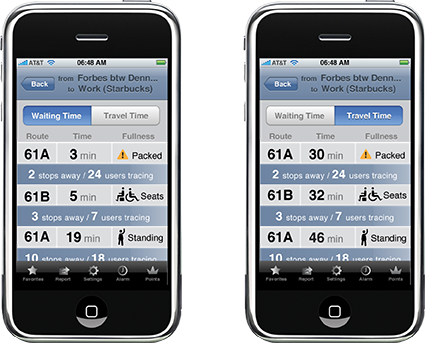 AT&T 06:48 AM
Back from Forbes btw Denn...
to Work (Starbucks)
Waiting Time Travel Time
Route Time Fullness
61A 3 min Packed
2 stops away / 24 users tracing
61B 5 min Seats
3 stops away / 7 users tracing
61A 19 min Standing
10 stops away / 18 users tracing
Favorites Report Settings Alarm Points
AT&T 06:48 AM
Back from Forbes btw Denn...
to Work (Starbucks)
Waiting Time Travel Time
Route Time Fullness
61A 30 min Packed
2 stops away / 24 users tracing
61B 32 min Seats
3 stops away / 7 users tracing
61A 46 min Standing
10 stops away / 18 users tracing
Favorites Report Settings Alarm Points